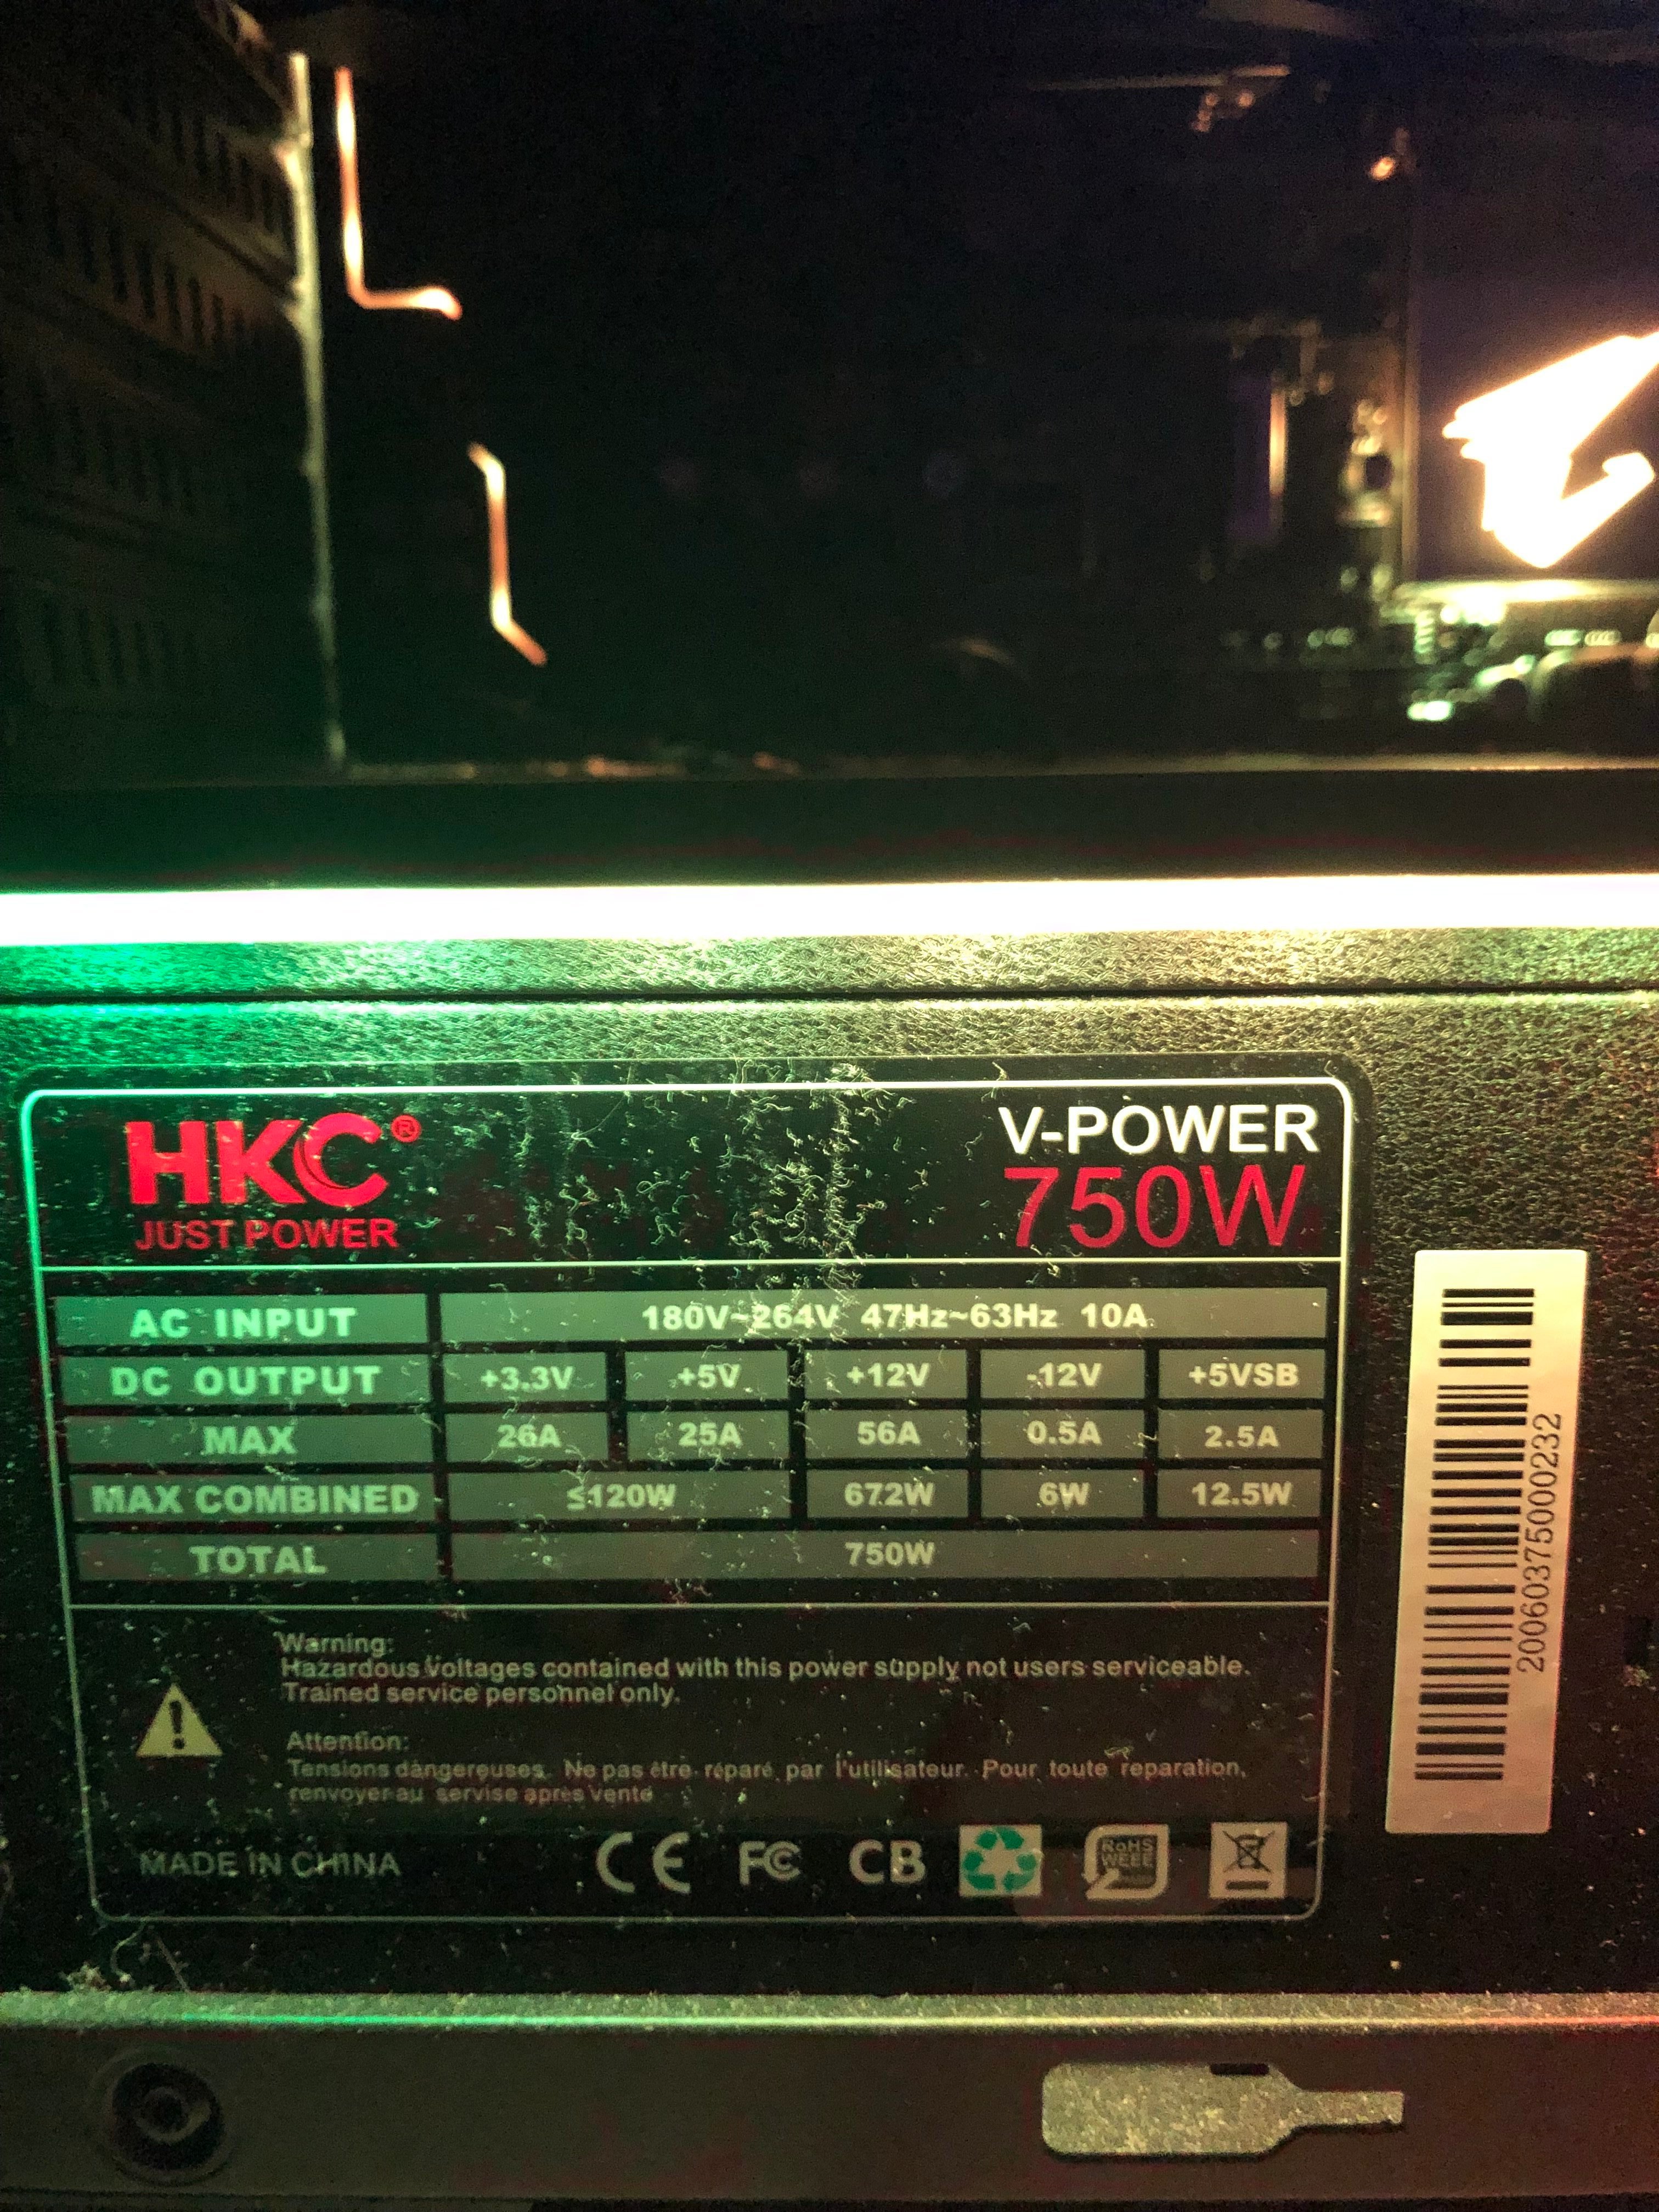 HKC®
JUST POWER
V-POWER
750W
AC INPUT 180V~264V 47Hz~63Hz 10A
DC OUTPUT +3.3V +5V +12V -12V +5VSB
MAX 26A 25A 56A 0.5A 2.5A
MAX COMBINED ≤120W 672W 6W 12.5W
TOTAL 750W
Warning:
Hazardous voltages contained with this power supply not users serviceable.
Trained service personnel only.
Attention:
Tensions dangereuses. Ne pas être réparé par l'utilisateur. Pour toute reparation,
renvoyer au servise après vente
MADE IN CHINA CE FC CB RoHS
WEEE
200603750000232